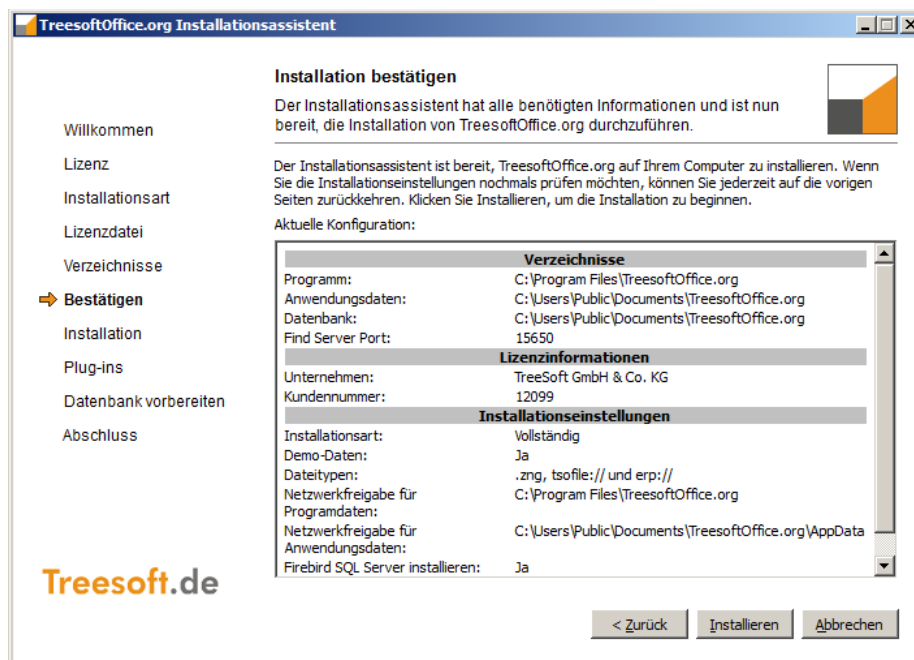 TreesoftOffice.org Installationsassistent
Installation bestätigen
Der Installationsassistent hat alle benötigten Informationen und ist nun
bereit, die Installation von TreesoftOffice.org durchzuführen.
Willkommen
Lizenz
Installationsart
Lizenzdatei
Verzeichnisse
Bestätigen
Installation
Plug-ins
Datenbank vorbereiten
Abschluss
Der Installationsassistent ist bereit, TreesoftOffice.org auf Ihrem Computer zu installieren. Wenn
Sie die Installationseinstellungen nochmals prüfen möchten, können Sie jederzeit auf die vorigen
Seiten zurückkehren. Klicken Sie Installieren, um die Installation zu beginnen.
Aktuelle Konfiguration:
Verzeichnisse
Programm: C:\Program Files\TreesoftOffice.org
Anwendungsdaten: C:\Users\Public\Documents\TreesoftOffice.org
Datenbank: C:\Users\Public\Documents\TreesoftOffice.org
Find Server Port: 15650
Lizenzinformationen
Unternehmen: TreeSoft GmbH & Co. KG
Kundennummer: 12099
Installationseinstellungen
Installationsart: Vollständig
Demo-Daten: Ja
Dateitypen: .zng, tsofile:// und erp://
Netzwerkfreigabe für C:\Program Files\TreesoftOffice.org
Programdaten:
Netzwerkfreigabe für C:\Users\Public\Documents\TreesoftOffice.org\AppData
Anwendungsdaten:
Firebird SQL Server installieren: Ja
Treesoft.de
< Zurück Installieren Abbrechen